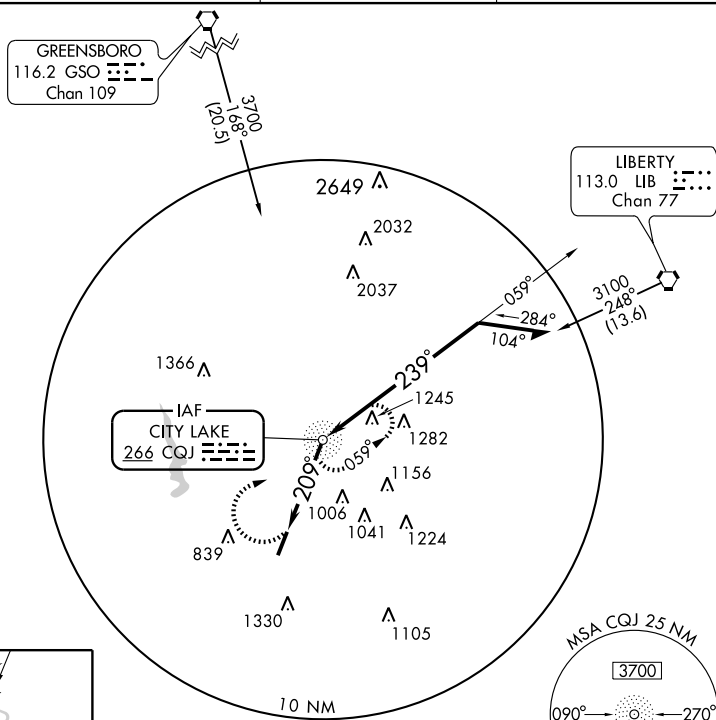 GREENSBORO
116.2 GSO
Chan 109
3700
168°
(20.5)
LIBERTY
113.0 LIB
Chan 77
2649
2032
2037
059°
3100
248°
(13.6)
284°
104°
239°
1366
1245
IAF
CITY LAKE
266 CQJ
1282
059°
209°
1156
1006
1041
1224
839
1330
1105
10 NM
MSA CQJ 25 NM
3700
090°
270°